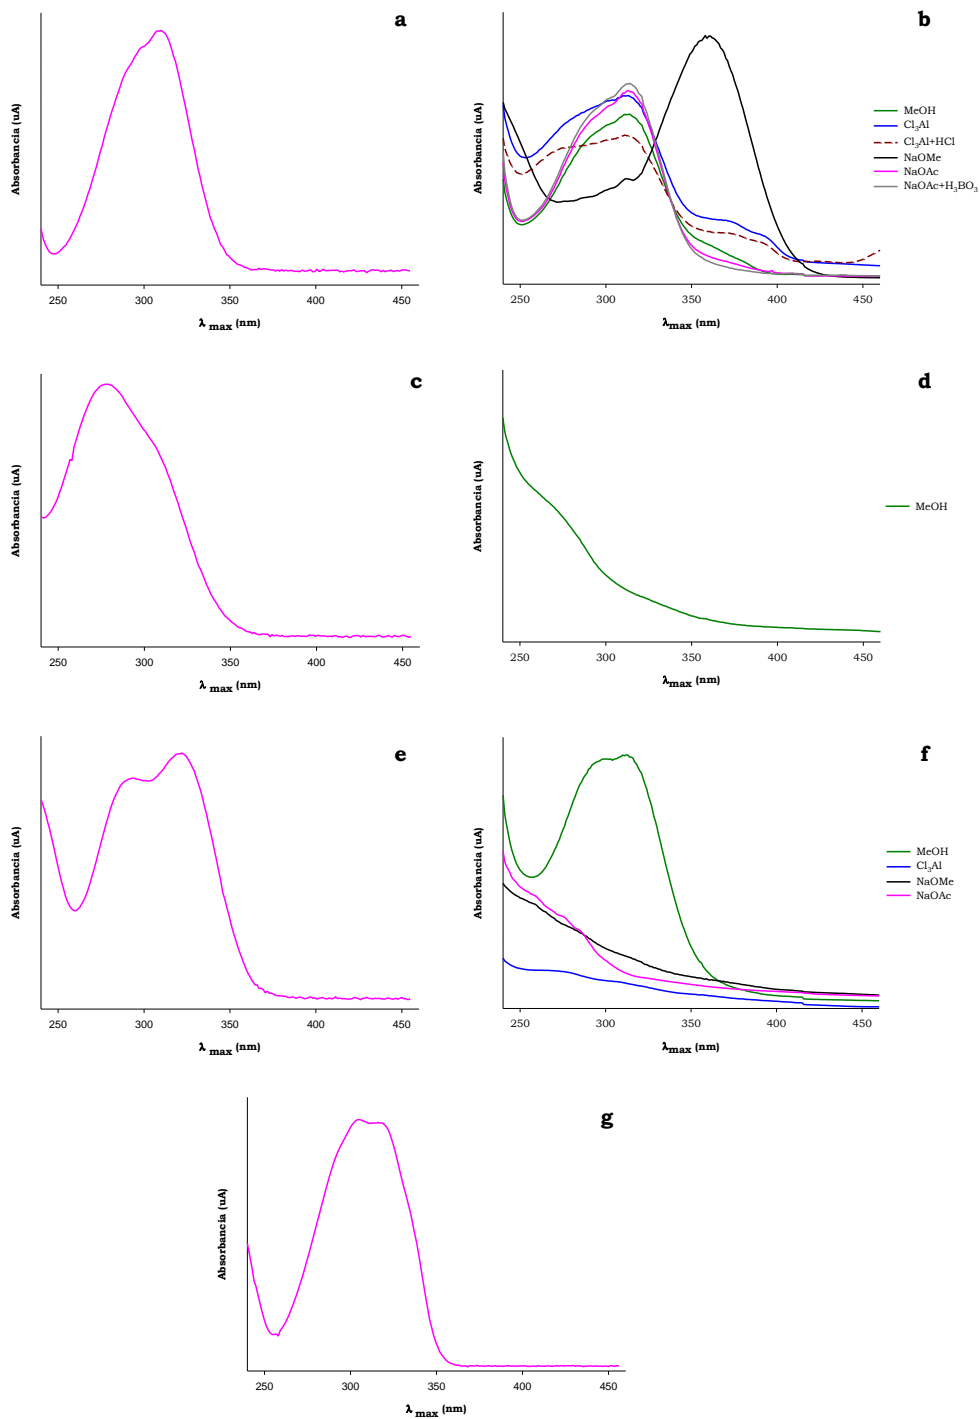 a
Absorbancia (uA)
250 300 350 400 450
λ max (nm)
b
Absorbancia (uA)
MeOH
Cl3Al
Cl3Al+HCl
NaOMe
NaOAc
NaOAc+H3BO3
250 300 350 400 450
λmax (nm)
c
Absorbancia (uA)
250 300 350 400 450
λ max (nm)
d
Absorbancia (uA)
MeOH
250 300 350 400 450
λmax (nm)
e
Absorbancia (uA)
250 300 350 400 450
λ max (nm)
f
Absorbancia (uA)
MeOH
Cl3Al
NaOMe
NaOAc
250 300 350 400 450
λmax (nm)
g
Absorbancia (uA)
250 300 350 400 450
λ max (nm)